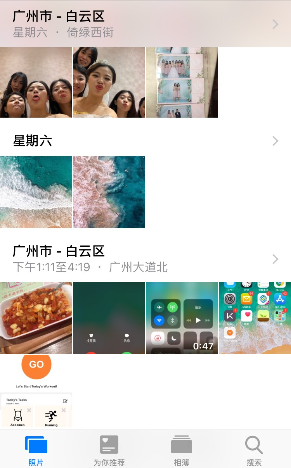 广州市 - 白云区
星期六 · 倚绿西街
星期六
广州市 - 白云区
下午1:11至4:19 · 广州大道北
0:47
GO
照片
为你推荐
相簿
搜索